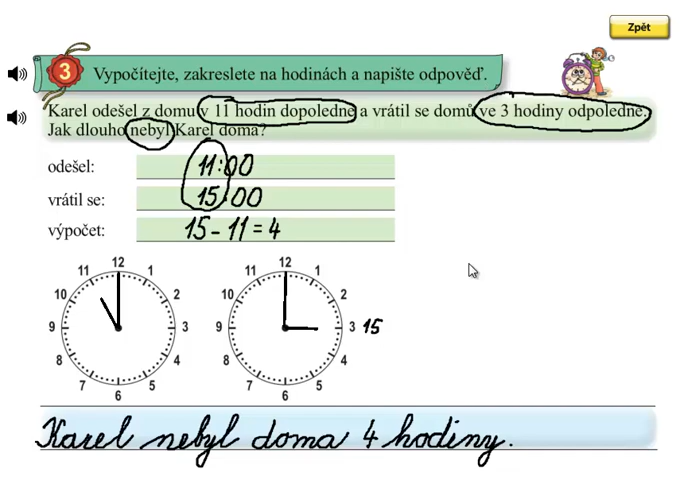 Zpět
3 Vypočítejte, zakreslete na hodinách a napište odpověď.
Karel odešel z domu v 11 hodin dopoledne a vrátil se domů ve 3 hodiny odpoledne.
Jak dlouho nebyl Karel doma?
odešel: 11:00
vrátil se: 15:00
výpočet: 15 - 11 = 4
12 1 2 3 4 5 6 7 8 9 10 11
12 1 2 3 15 4 5 6 7 8 9 10 11
Karel nebyl doma 4 hodiny.